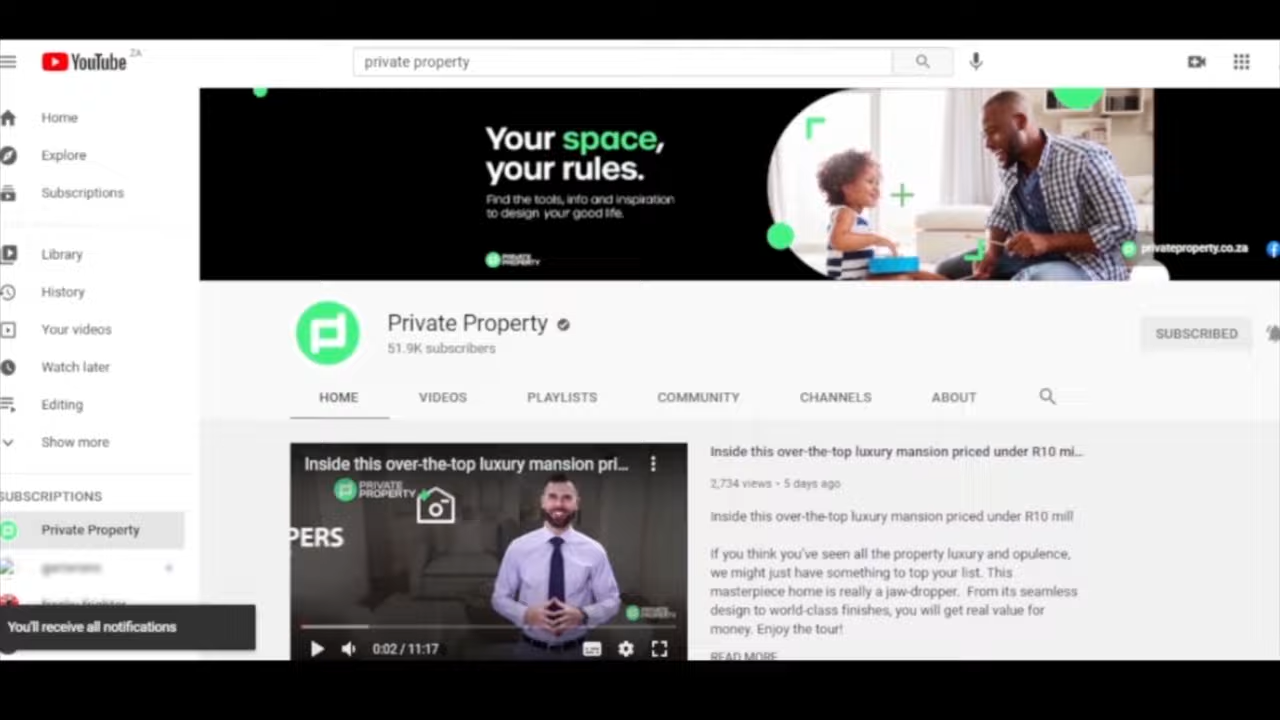 YouTube ZA
private property
Home
Explore
Subscriptions
Library
History
Your videos
Watch later
Editing
Show more
SUBSCRIPTIONS
Private Property
You'll receive all notifications
Your space,
your rules.
Find the tools, info and inspiration
to design your good life.
PRIVATE
PROPERTY
privateproperty.co.za
Private Property
51.9K subscribers
SUBSCRIBED
HOME VIDEOS PLAYLISTS COMMUNITY CHANNELS ABOUT
Inside this over-the-top luxury mansion pri...
PRIVATE
PROPERTY
PERS
PRIVATE
PROPERTY
0:02 / 11:17
Inside this over-the-top luxury mansion priced under R10 mi...
2,734 views • 5 days ago
Inside this over-the-top luxury mansion priced under R10 mill
If you think you've seen all the property luxury and opulence,
we might just have something to top your list. This
masterpiece home is really a jaw-dropper. From its seamless
design to world-class finishes, you will get real value for
money. Enjoy the tour!
READ MORE